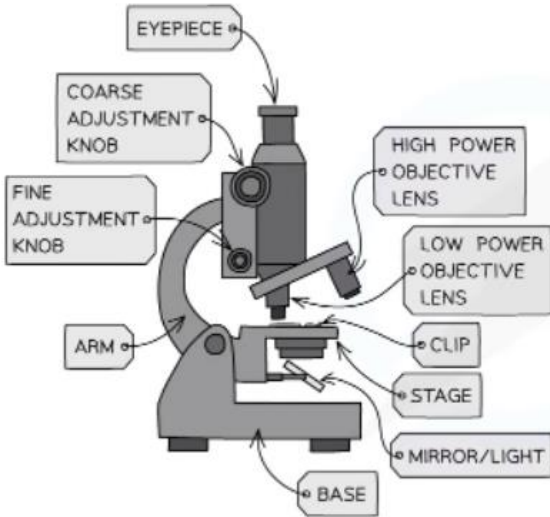 EYEPIECE
COARSE
ADJUSTMENT
KNOB
FINE
ADJUSTMENT
KNOB
HIGH POWER
OBJECTIVE
LENS
LOW POWER
OBJECTIVE
LENS
ARM
CLIP
STAGE
MIRROR/LIGHT
BASE